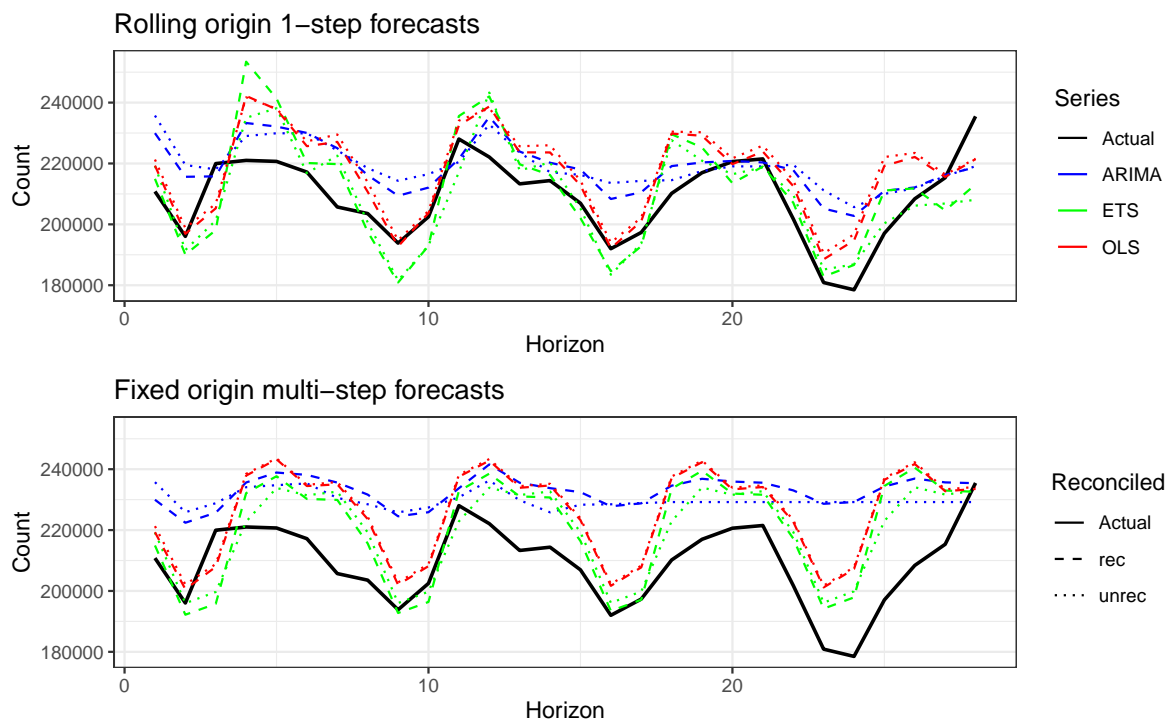 Rolling origin 1−step forecasts
240000
220000
200000
180000
Count
0
10
20
Horizon
Series
Actual
ARIMA
ETS
OLS
Fixed origin multi−step forecasts
240000
220000
200000
180000
Count
0
10
20
Horizon
Reconciled
Actual
rec
unrec